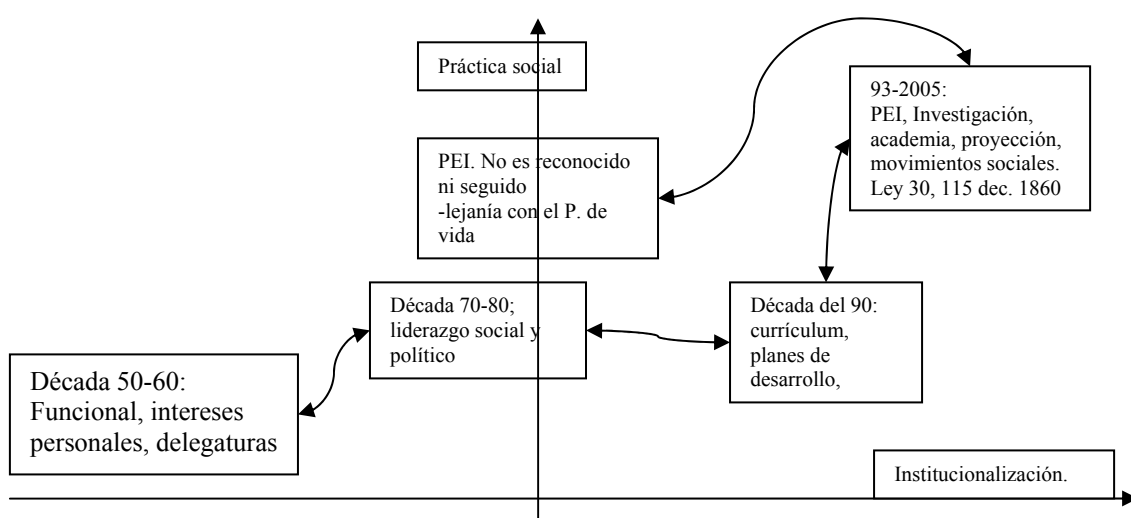 Práctica social
93-2005:
PEI, Investigación,
academia, proyección,
movimientos sociales.
Ley 30, 115 dec. 1860
PEI. No es reconocido
ni seguido
-lejanía con el P. de
vida
Década 70-80;
liderazgo social y
político
Década del 90:
currículum,
planes de
desarrollo,
Década 50-60:
Funcional, intereses
personales, delegaturas
Institucionalización.